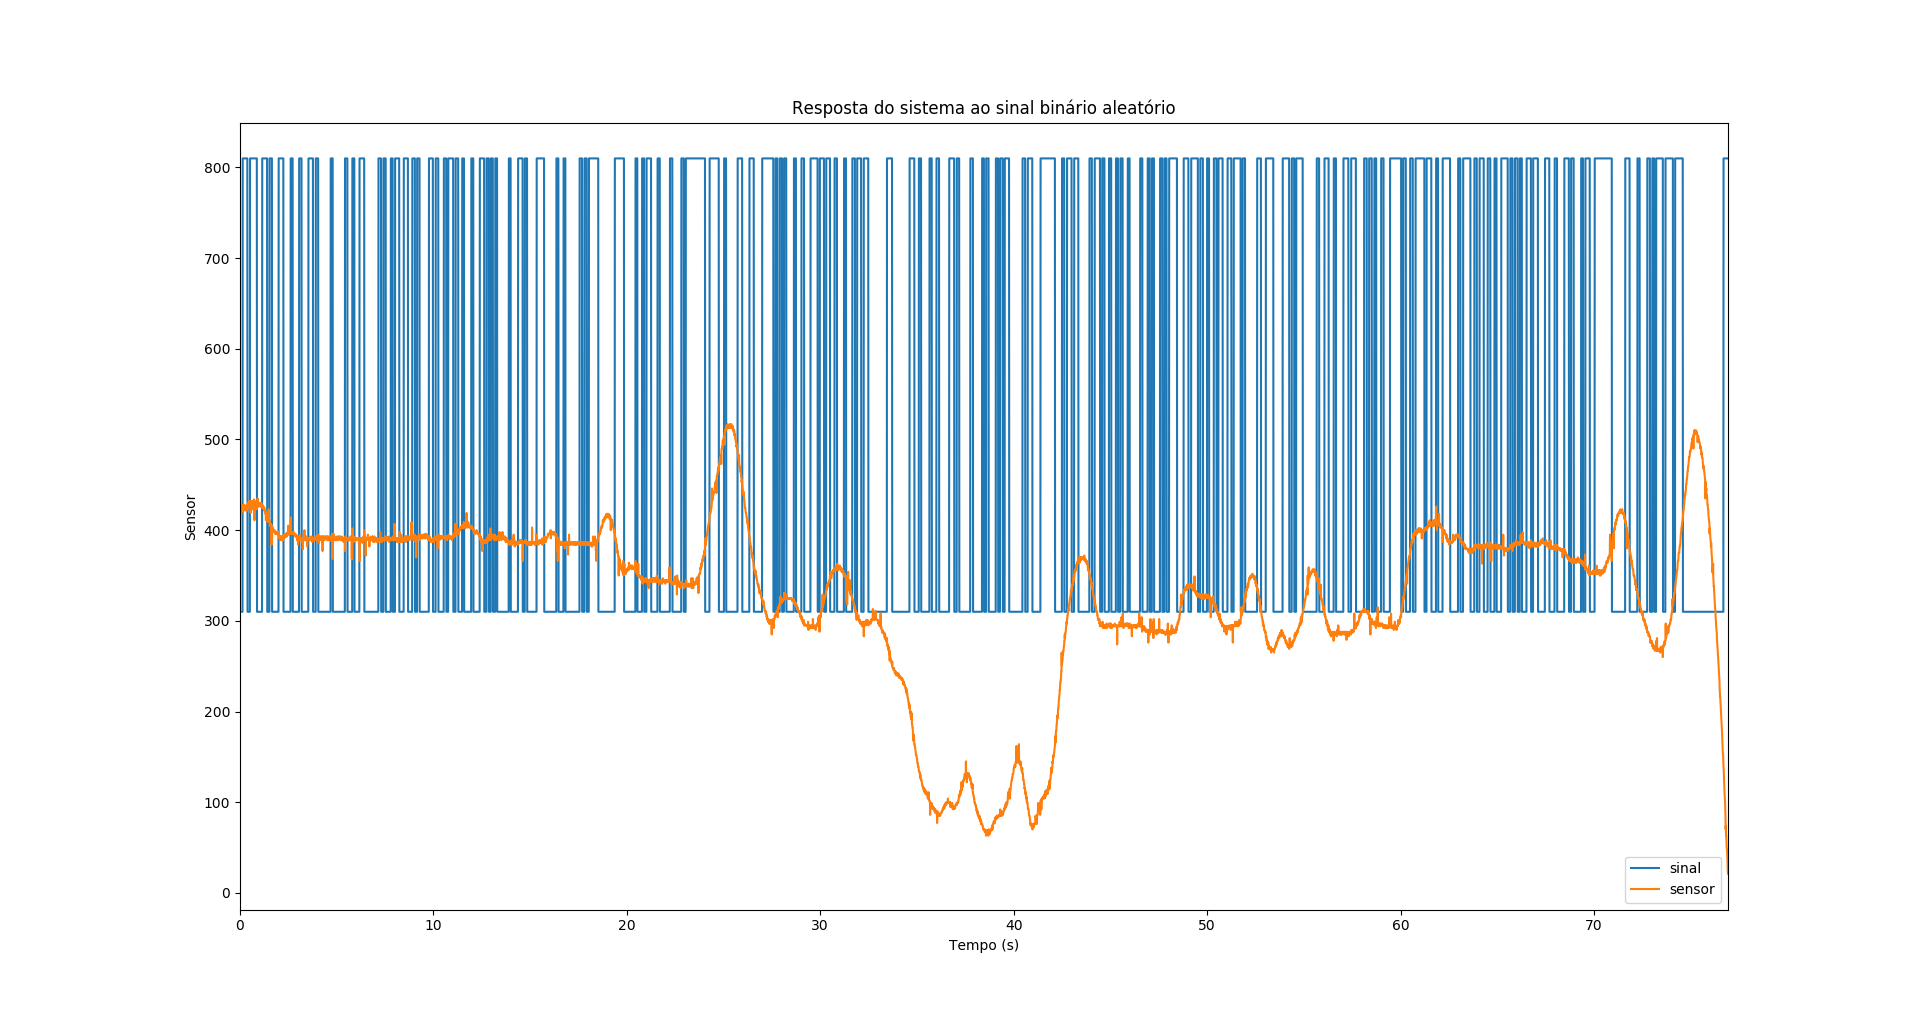 Resposta do sistema ao sinal binário aleatório
800
700
600
500
400
300
200
100
0
Sensor
0 10 20 30 40 50 60 70
Tempo (s)
sinal
sensor